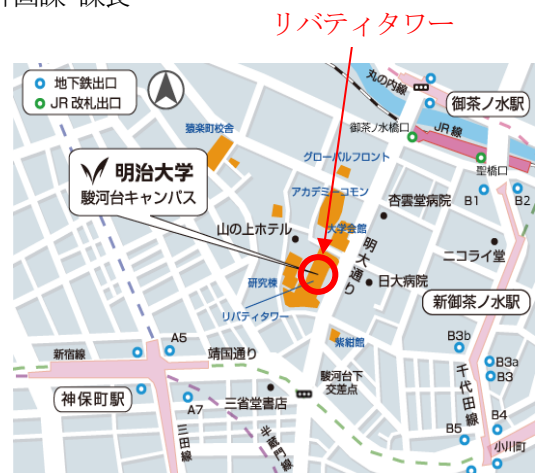 計画課 課長
リバティタワー
地下鉄出口
JR 改札出口
丸の内線
御茶ノ水駅
猿楽町校舎
御茶ノ水橋口
JR 線
グローバルフロント
聖橋口
明治大学
駿河台キャンパス
アカデミーコモン
杏雲堂病院
B1
B2
山の上ホテル
大学会館
明大通り
ニコライ堂
研究棟
日大病院
リバティタワー
新御茶ノ水駅
紫紺館
A5
新宿線
靖国通り
B3b
B3a
B3
神保町駅
A7
三省堂書店
駿河台下
交差点
千代田線
B4
B5
小川町
三田線
半蔵門線